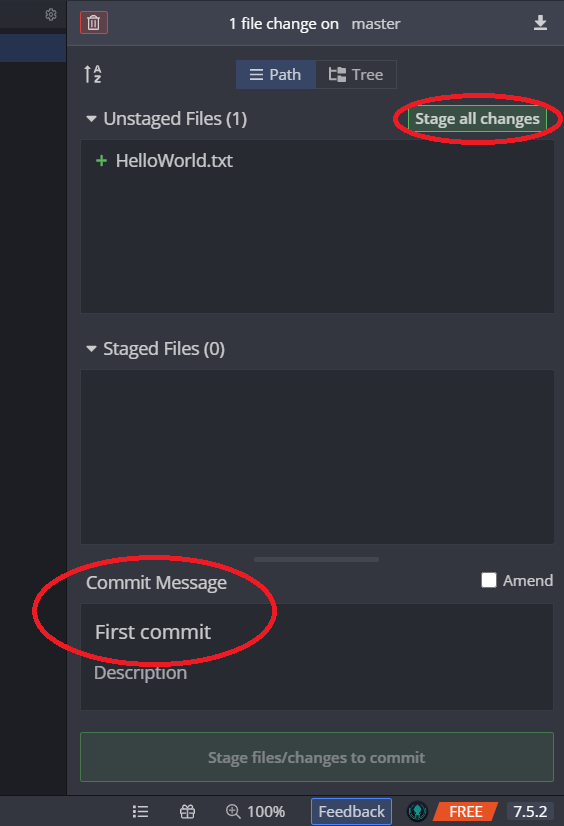 1 file change on master
A
Z
Path
Tree
Unstaged Files (1)
Stage all changes
HelloWorld.txt
Staged Files (0)
Commit Message
Amend
First commit
Description
Stage files/changes to commit
100%
Feedback
FREE
7.5.2